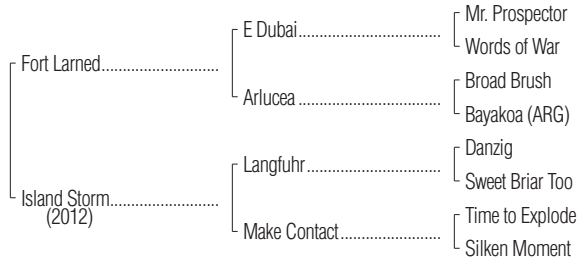 Mr. Prospector
E Dubai
Words of War
Fort Larned
Broad Brush
Arlucea
Bayakoa (ARG)
Danzig
Langfuhr
Sweet Briar Too
Island Storm
(2012)
Time to Explode
Make Contact
Silken Moment